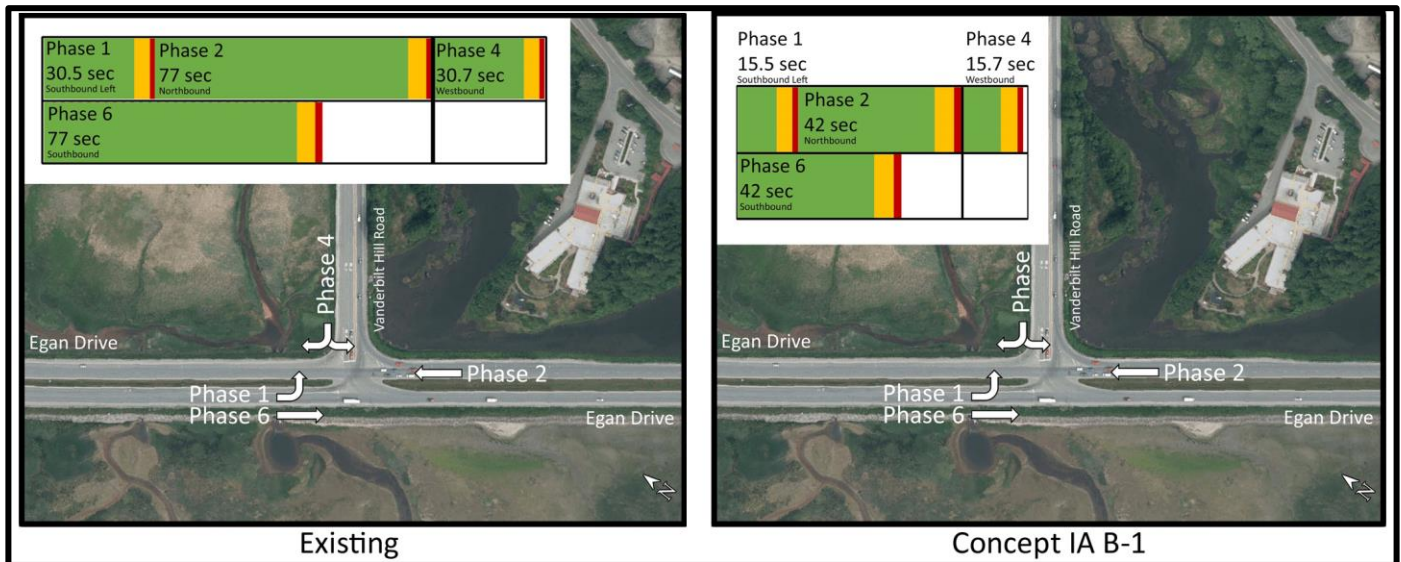 Phase 1
30.5 sec
Southbound Left
Phase 2
77 sec
Northbound
Phase 4
30.7 sec
Westbound
Phase 6
77 sec
Southbound
Phase 4
Vanderbilt Hill Road
Egan Drive
Phase 2
Phase 1
Phase 6
Egan Drive
N
Existing
Phase 1
15.5 sec
Southbound Left
Phase 4
15.7 sec
Westbound
Phase 2
42 sec
Northbound
Phase 6
42 sec
Southbound
Phase
Vanderbilt Hill Road
Egan Drive
Phase 2
Phase 1
Phase 6
Egan Drive
N
Concept IA B-1